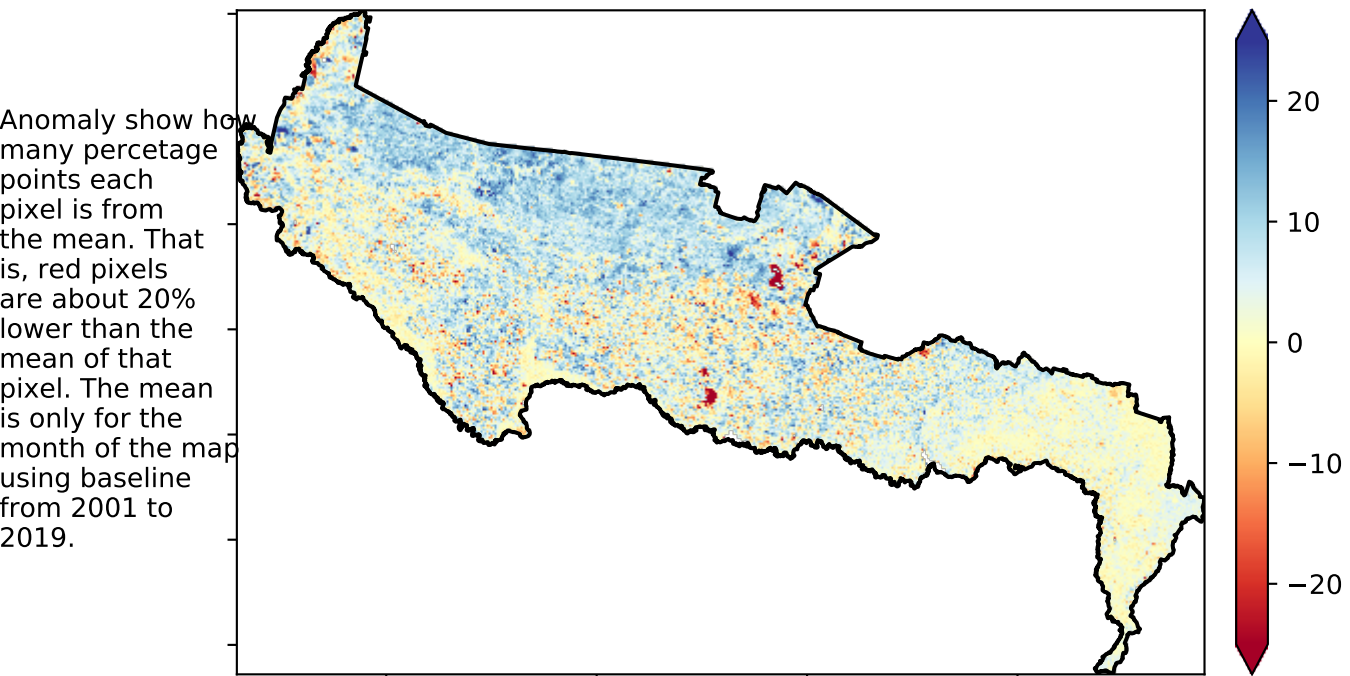 Anomaly show how
many percetage
points each
pixel is from
the mean. That
is, red pixels
are about 20%
lower than the
mean of that
pixel. The mean
is only for the
month of the map
using baseline
from 2001 to
2019.
20
10
0
−10
−20